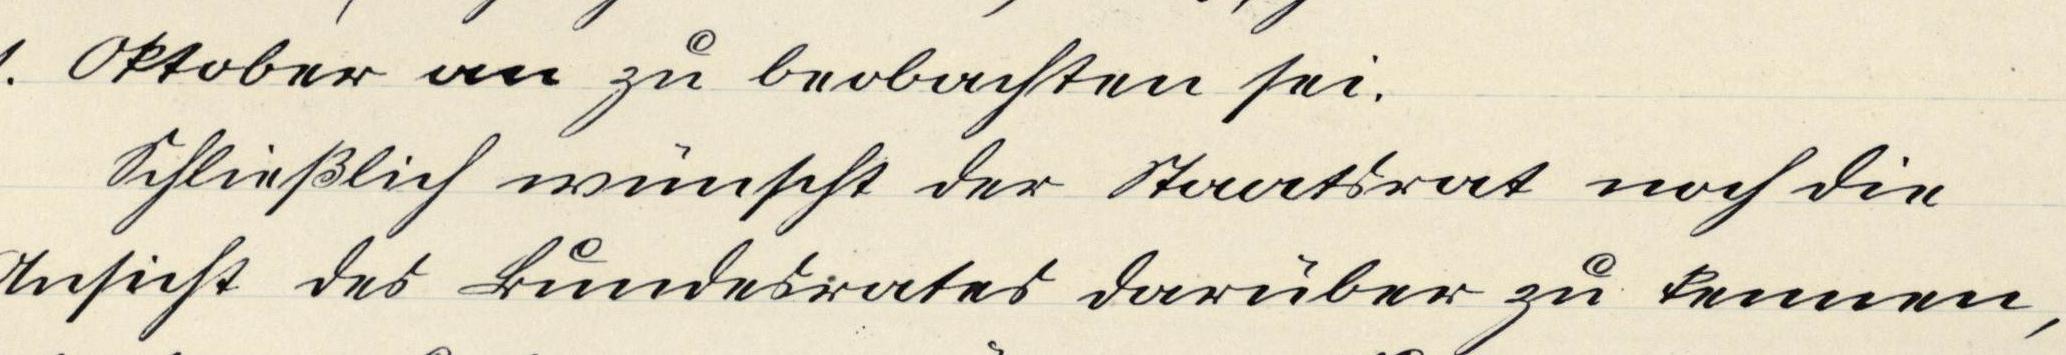 1. Oktober an zu beobachten sei.
Schließlich wünscht der Staatsrat noch die
Ansicht des Bundesrates darüber zu kennen,